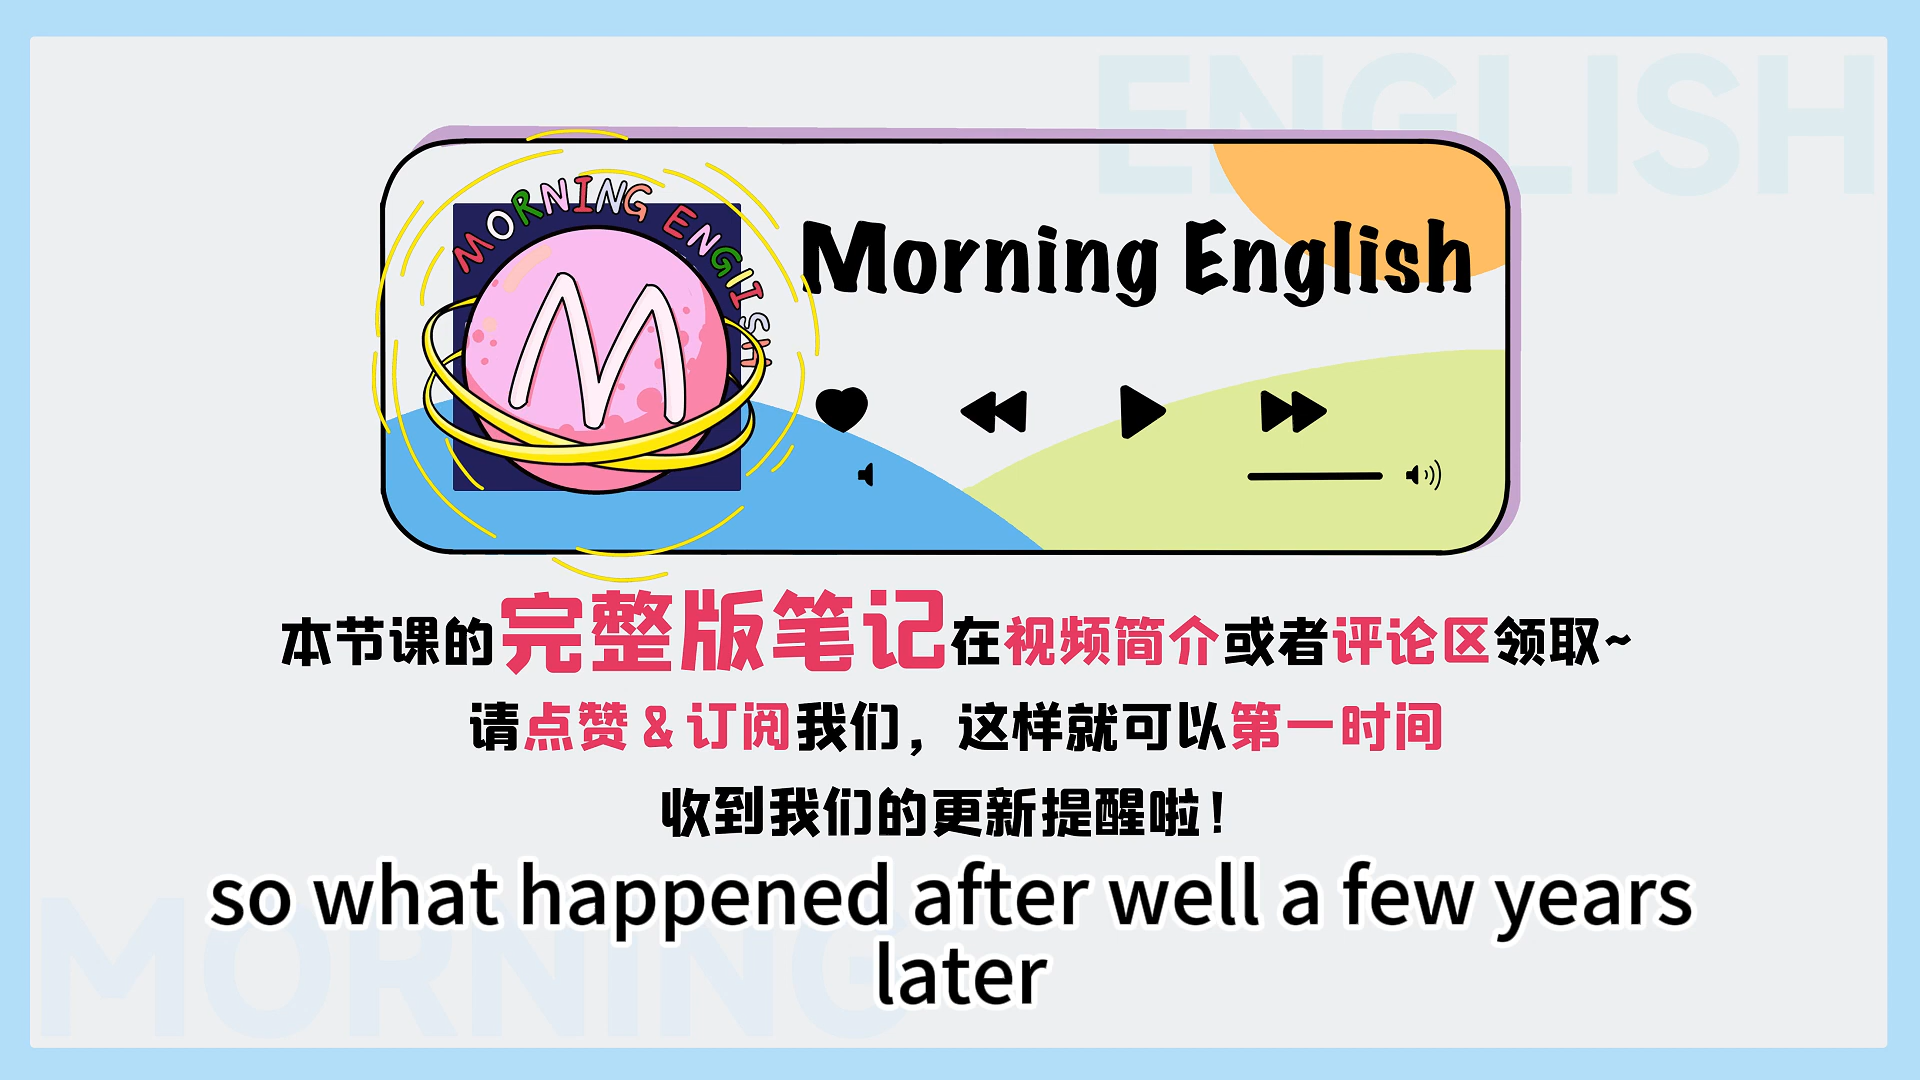 ENGLISH
MORNING ENGLISH
M
Morning English
本节课的完整版笔记在视频简介或者评论区领取~
请点赞&订阅我们，这样就可以第一时间
收到我们的更新提醒啦！
so what happened after well a few years
later
MORNING